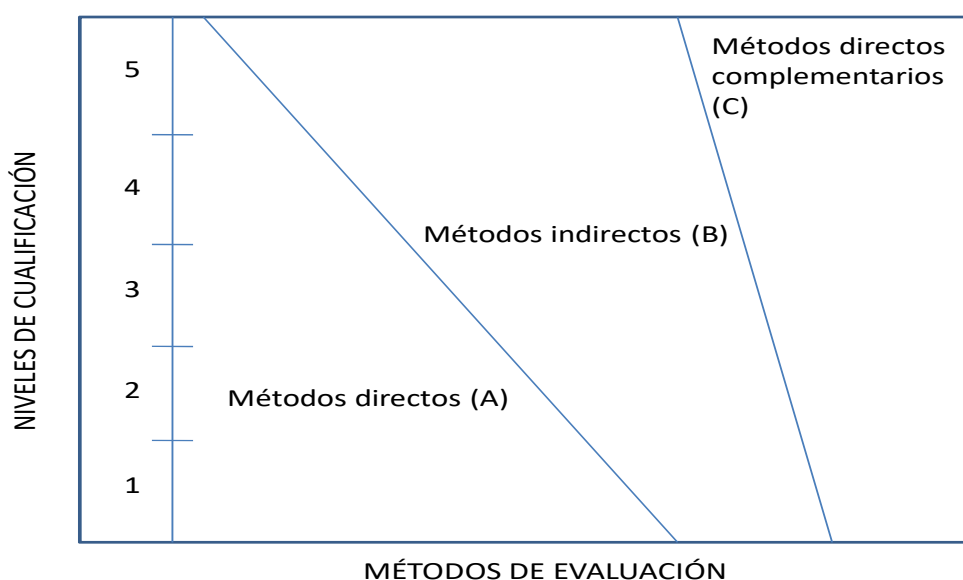 NIVELES DE CUALIFICACIÓN
5
4
3
2
1
Métodos directos
complementarios
(C)
Métodos indirectos (B)
Métodos directos (A)
MÉTODOS DE EVALUACIÓN